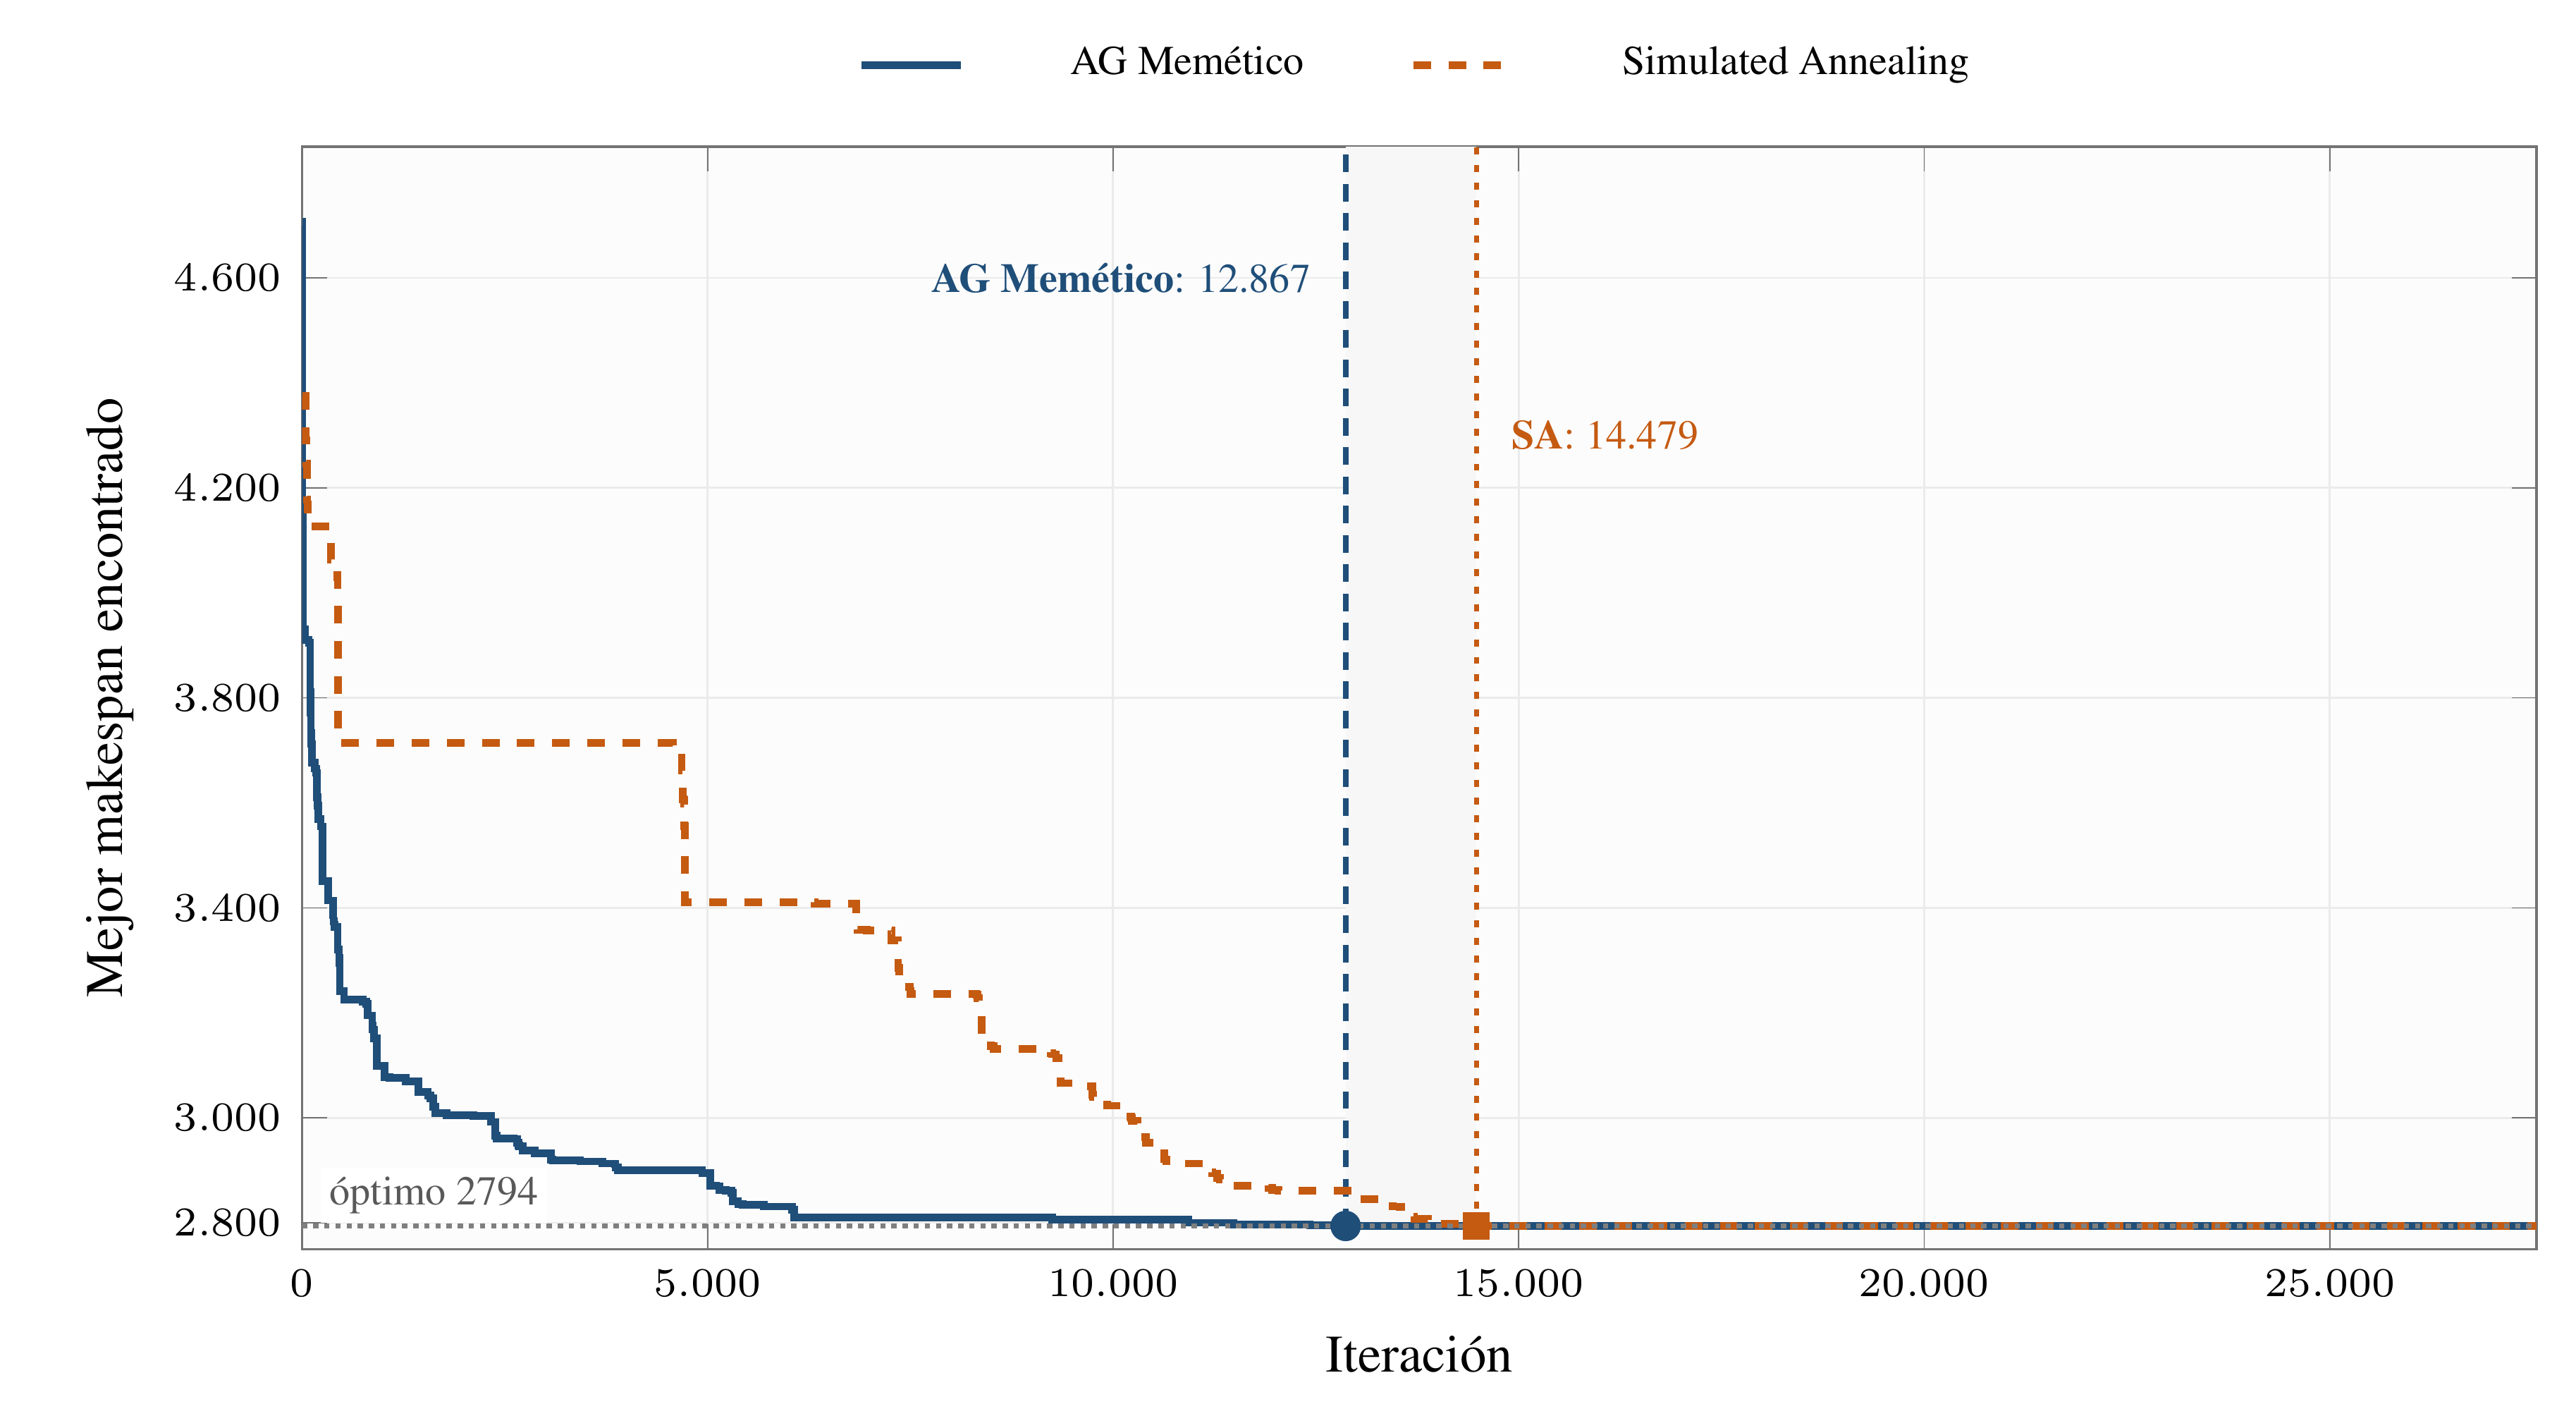 AG Memético
Simulated Annealing
AG Memético: 12.867
SA: 14.479
Mejor makespan encontrado
4.600
4.200
3.800
3.400
3.000
2.800
óptimo 2794
0
5.000
10.000
15.000
20.000
25.000
Iteración